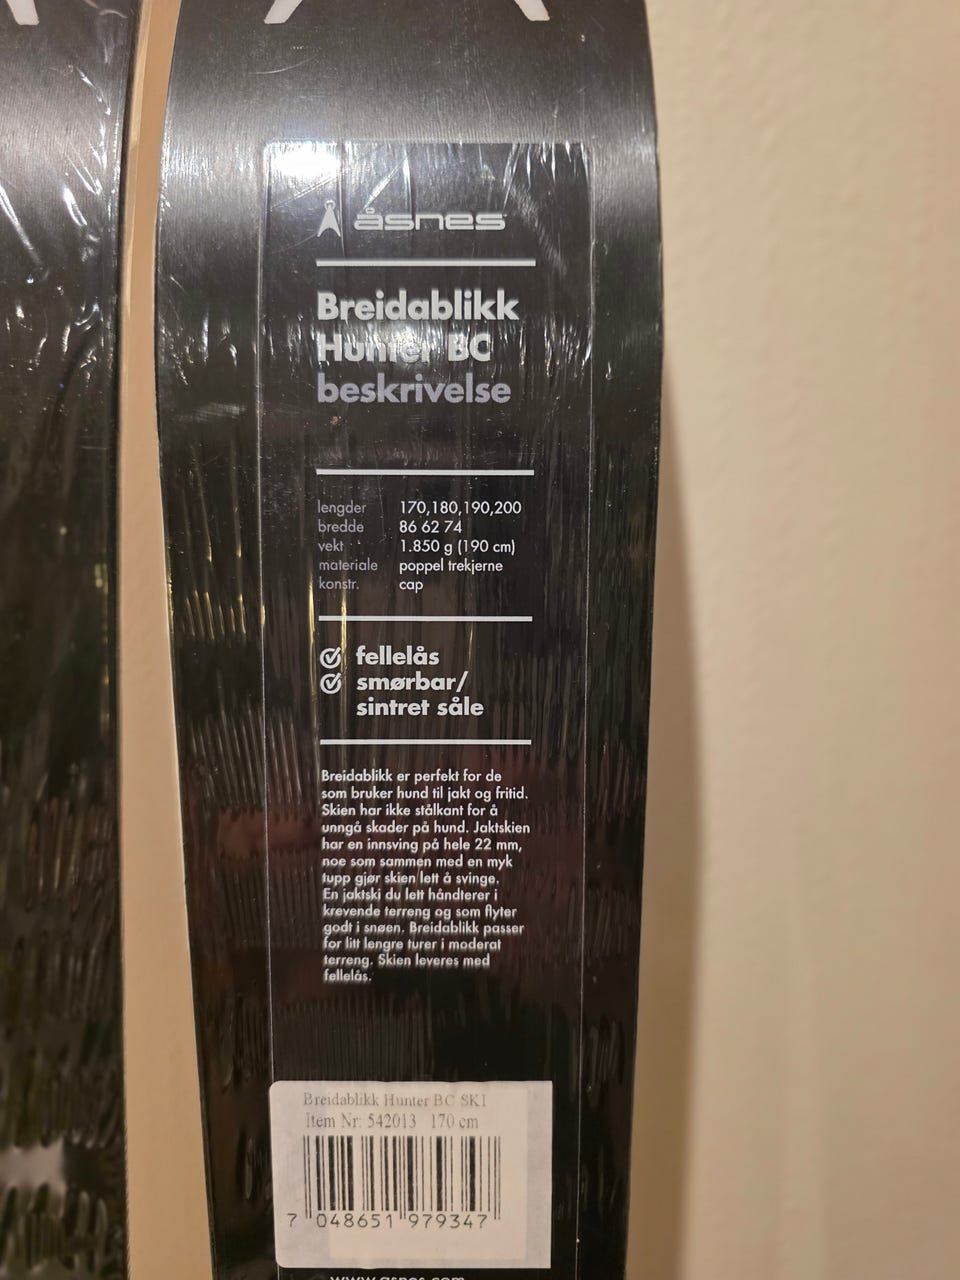 åsnes
Breidablikk
Hunter BC
beskrivelse
lengder 170,180,190,200
bredde 86 62 74
vekt 1.850 g (190 cm)
materiale poppel trekjerne
konstr. cap
fellelås
smørbar/
sintret såle
Breidablikk er perfekt for de
som bruker hund til jakt og fritid.
Skien har ikke stålkant for å
unngå skader på hund. Jaktskien
har en innsving på hele 22 mm,
noe som sammen med en myk
tupp gjør skien lett å svinge.
En jaktski du lett håndterer i
krevende terreng og som flyter
godt i snøen. Breidablikk passer
for litt lengre turer i moderat
terreng. Skien leveres med
fellelås.
Breidablikk Hunter BC SKI
Item Nr: 542013 170 cm
7 048651 979347
www.asnes.com